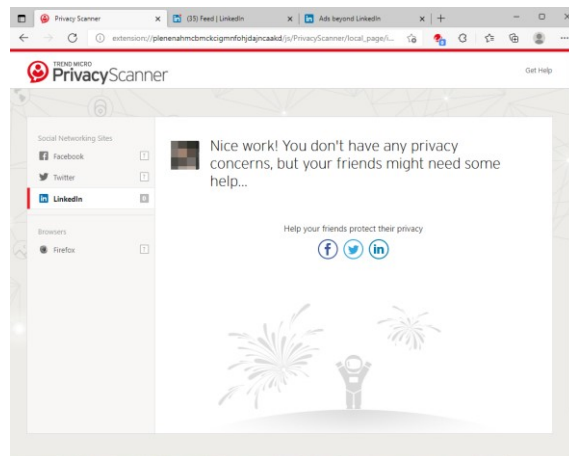 Privacy Scanner
(35) Feed | LinkedIn
Ads beyond LinkedIn
extension://plenenahmcbmckcigmnfohjdajncaakd/js/PrivacyScanner/local_page/i...
TREND MICRO
PrivacyScanner
Get Help
Social Networking Sites
Facebook
Twitter
LinkedIn
Browsers
Firefox
Nice work! You don't have any privacy
concerns, but your friends might need some
help...
Help your friends protect their privacy